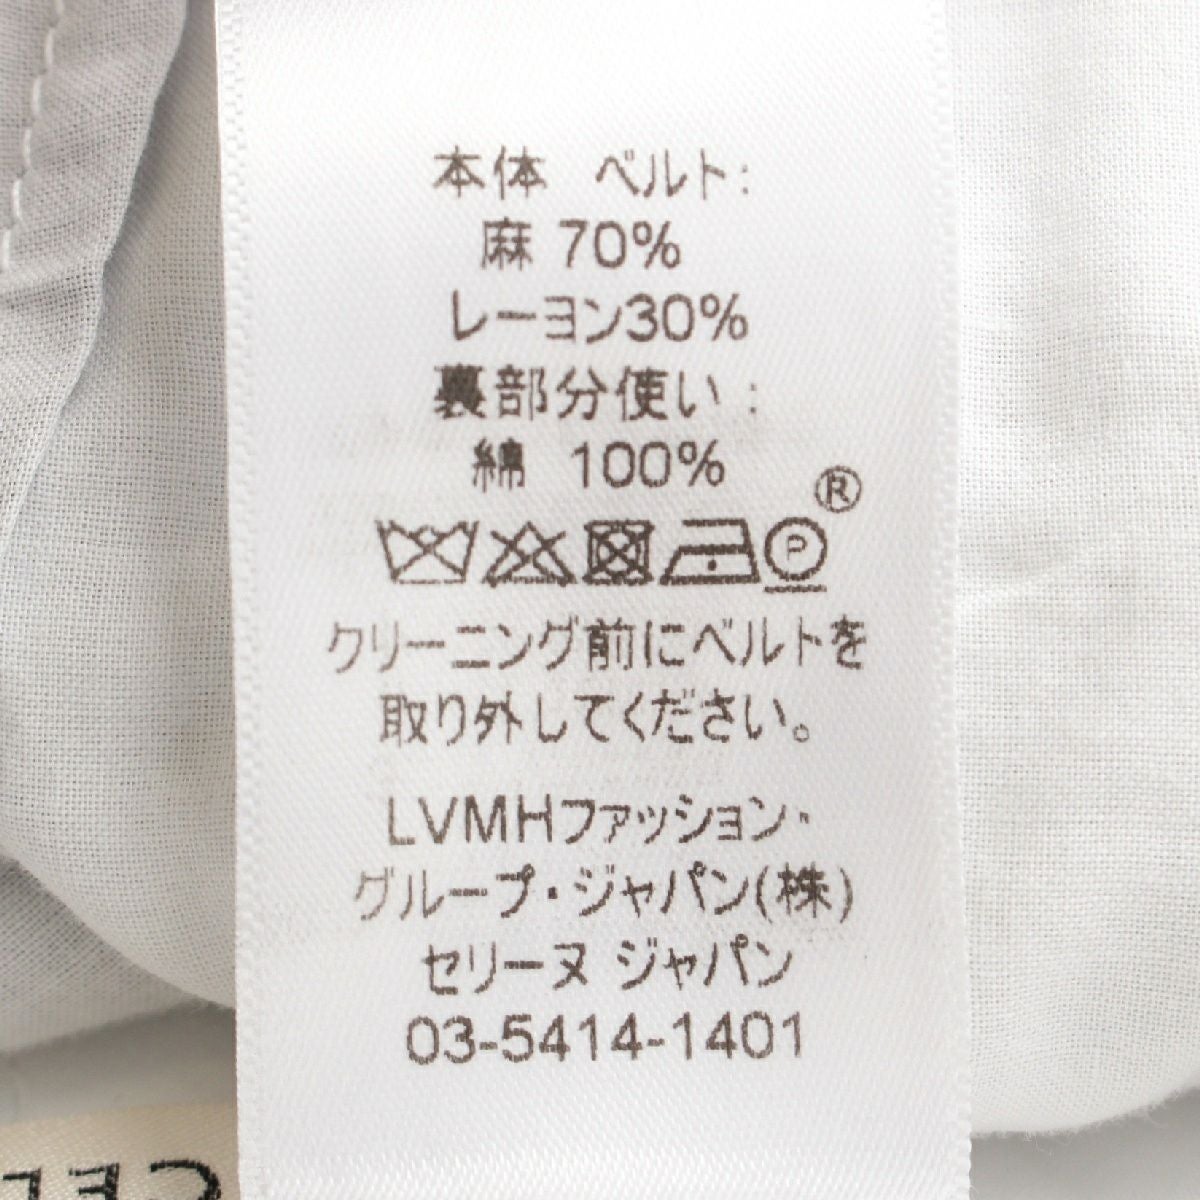 本体 ベルト:
麻 70%
レーヨン30%
裏部分使い :
綿 100%
®
P
クリーニング前にベルトを
取り外してください。
LVMHファッション・
グループ・ジャパン(株)
セリーヌ ジャパン
03-5414-1401